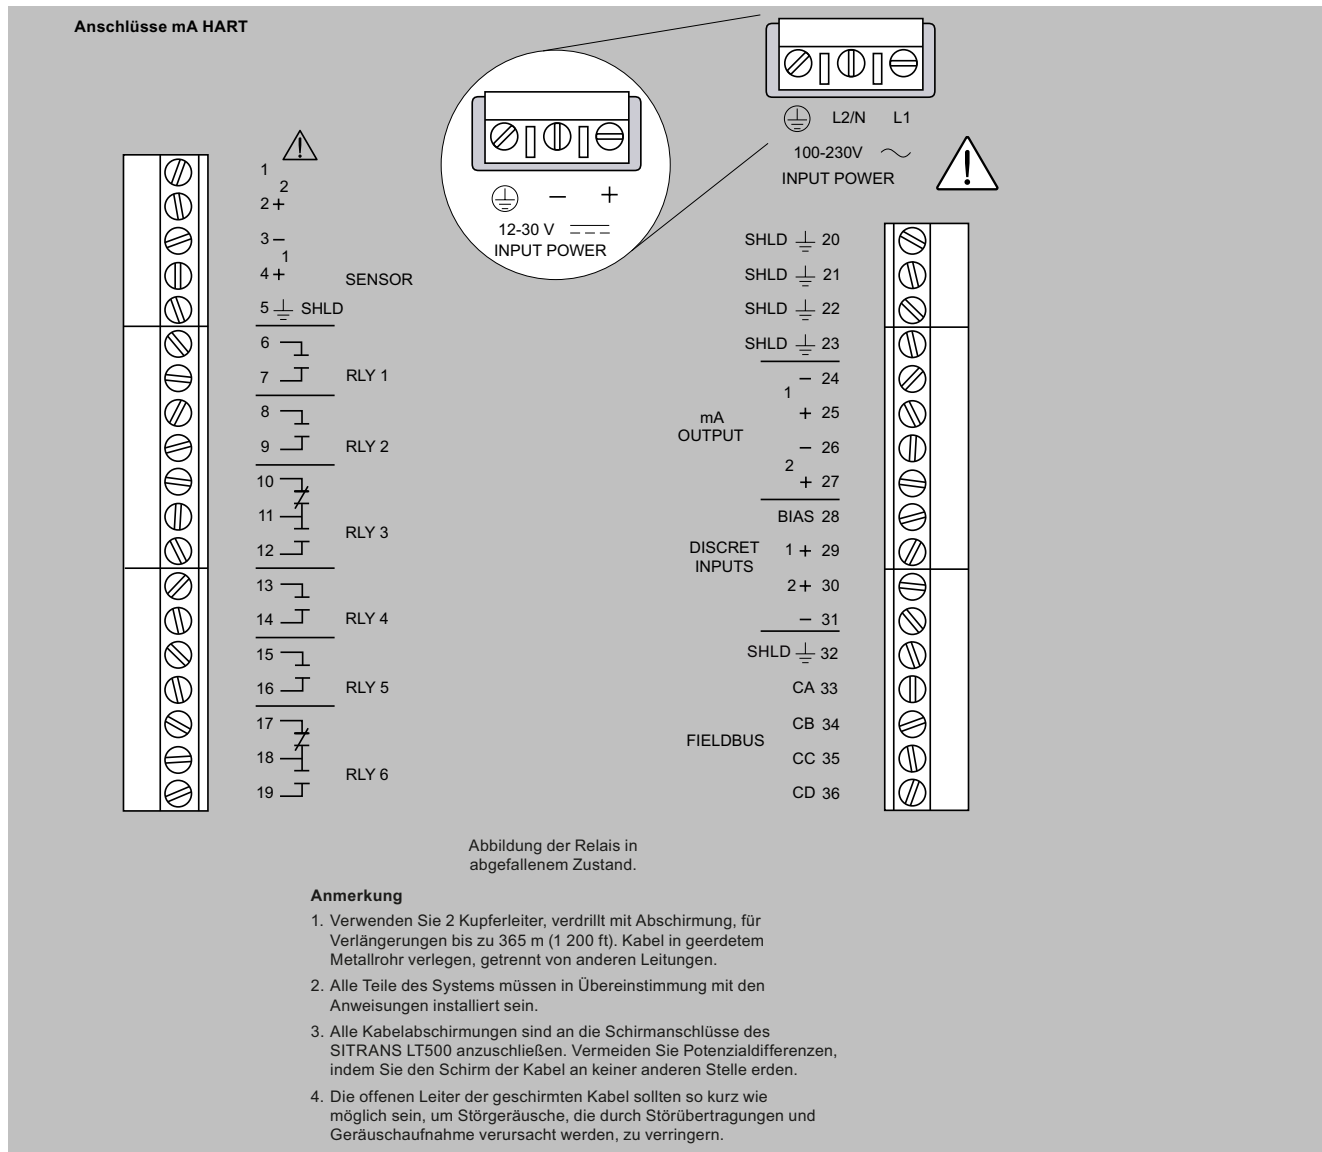 Anschlüsse mA HART
L2/N L1
100-230V
INPUT POWER
− +
12-30 V
INPUT POWER
1
2
2 +
3 −
1
4 +
SENSOR
5 SHLD
6
7 RLY 1
8
9 RLY 2
10
11
12 RLY 3
13
14 RLY 4
15
16 RLY 5
17
18
19 RLY 6
SHLD 20
SHLD 21
SHLD 22
SHLD 23
− 24
1
+ 25
mA
OUTPUT
− 26
2
+ 27
BIAS 28
DISCRET
INPUTS
1 + 29
2 + 30
− 31
SHLD 32
CA 33
CB 34
FIELDBUS
CC 35
CD 36
Abbildung der Relais in
abgefallenem Zustand.
Anmerkung
1. Verwenden Sie 2 Kupferleiter, verdrillt mit Abschirmung, für
Verlängerungen bis zu 365 m (1 200 ft). Kabel in geerdetem
Metallrohr verlegen, getrennt von anderen Leitungen.
2. Alle Teile des Systems müssen in Übereinstimmung mit den
Anweisungen installiert sein.
3. Alle Kabelabschirmungen sind an die Schirmanschlüsse des
SITRANS LT500 anzuschließen. Vermeiden Sie Potenzialdifferenzen,
indem Sie den Schirm der Kabel an keiner anderen Stelle erden.
4. Die offenen Leiter der geschirmten Kabel sollten so kurz wie
möglich sein, um Störgeräusche, die durch Störübertragungen und
Geräuschaufnahme verursacht werden, zu verringern.